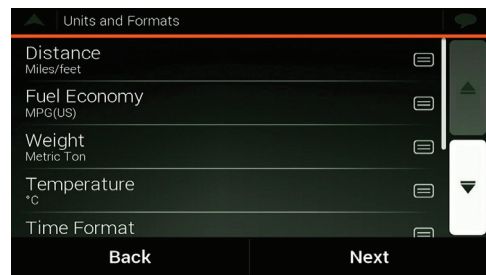 Units and Formats
Distance
Miles/feet
Fuel Economy
MPG(US)
Weight
Metric Ton
Temperature
°C
Time Format
Back
Next